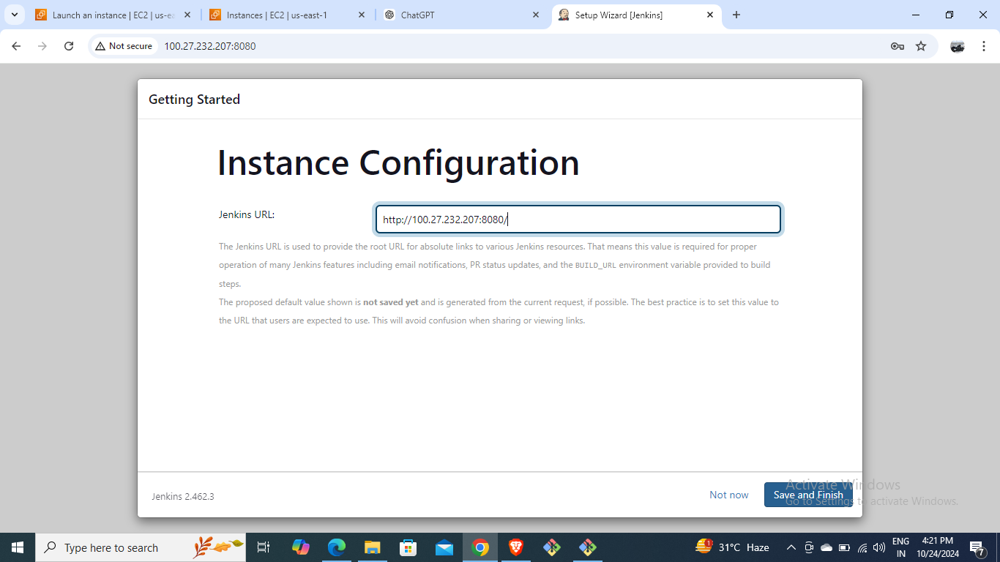 Launch an instance | EC2 | us-ea
Instances | EC2 | us-east-1
ChatGPT
Setup Wizard [Jenkins]
Not secure
100.27.232.207:8080
Getting Started
Instance Configuration
Jenkins URL:
http://100.27.232.207:8080/
The Jenkins URL is used to provide the root URL for absolute links to various Jenkins resources. That means this value is required for proper
operation of many Jenkins features including email notifications, PR status updates, and the BUILD_URL environment variable provided to build
steps.
The proposed default value shown is not saved yet and is generated from the current request, if possible. The best practice is to set this value to
the URL that users are expected to use. This will avoid confusion when sharing or viewing links.
Jenkins 2.462.3
Not now
Save and Finish
Activate Windows
Go to Settings to activate Windows.
Type here to search
1
31°C Haze
ENG
IN
4:21 PM
10/24/2024
7